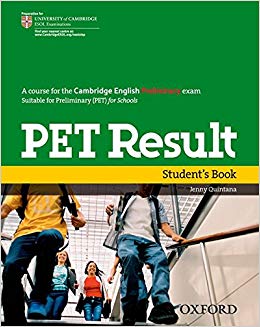 Preparation for
UNIVERSITY of CAMBRIDGE
ESOL Examinations
A course for the Cambridge English Preliminary exam
Suitable for Preliminary (PET) for Schools
PET Result
Student's Book
Jenny Quintana
OXFORD